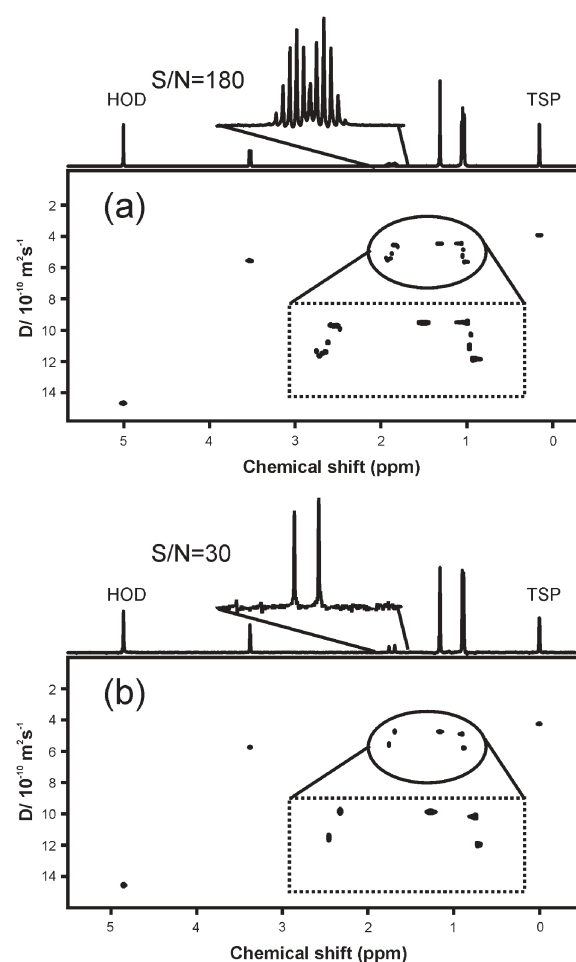 S/N=180
HOD
TSP
(a)
2
4
6
8
10
12
14
D/ 10⁻¹⁰ m²s⁻¹
5 4 3 2 1 0
Chemical shift (ppm)
S/N=30
HOD
TSP
(b)
2
4
6
8
10
12
14
D/ 10⁻¹⁰ m²s⁻¹
5 4 3 2 1 0
Chemical shift (ppm)